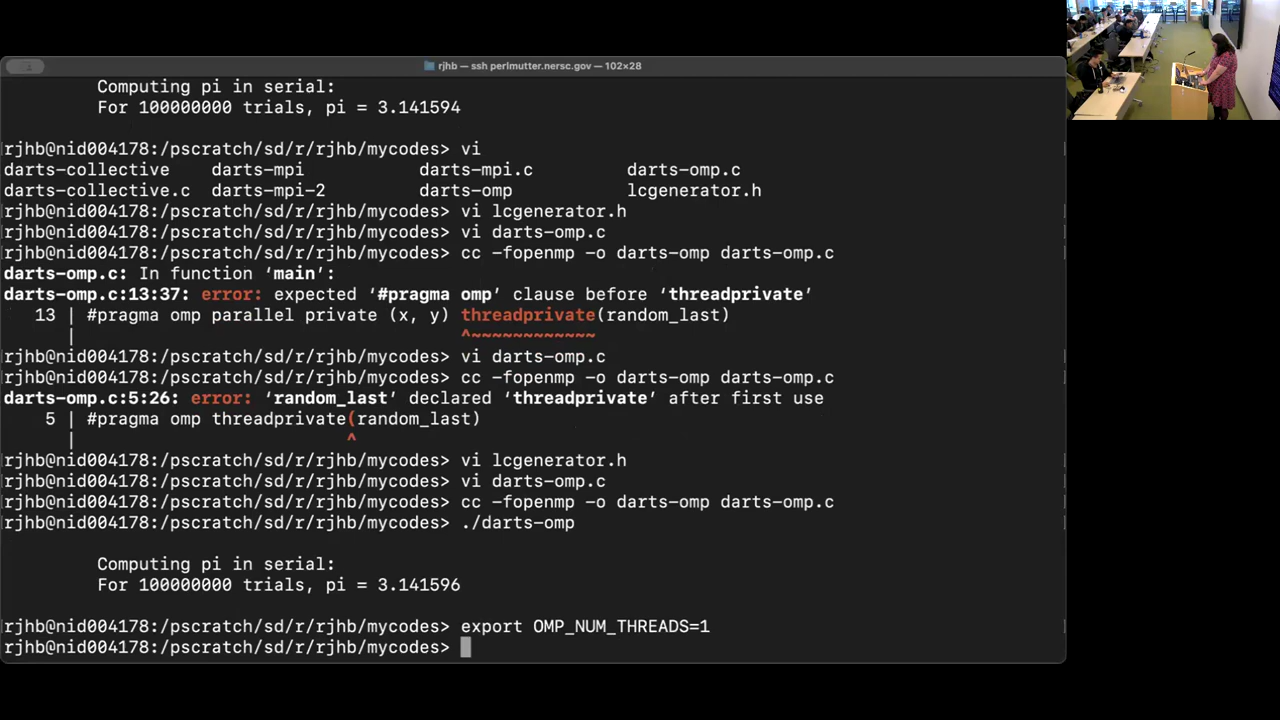 rjhb — ssh perlmutter.nersc.gov — 102×28
Computing pi in serial:
For 100000000 trials, pi = 3.141594
rjhb@nid004178:/pscratch/sd/r/rjhb/mycodes> vi
darts-collective darts-mpi darts-mpi.c darts-omp.c
darts-collective.c darts-mpi-2 darts-omp lcgenerator.h
rjhb@nid004178:/pscratch/sd/r/rjhb/mycodes> vi lcgenerator.h
rjhb@nid004178:/pscratch/sd/r/rjhb/mycodes> vi darts-omp.c
rjhb@nid004178:/pscratch/sd/r/rjhb/mycodes> cc -fopenmp -o darts-omp darts-omp.c
darts-omp.c: In function ‘main’:
darts-omp.c:13:37: error: expected ‘#pragma omp’ clause before ‘threadprivate’
13 | #pragma omp parallel private (x, y) threadprivate(random_last)
| ^~~~~~~~~~~~~
rjhb@nid004178:/pscratch/sd/r/rjhb/mycodes> vi darts-omp.c
rjhb@nid004178:/pscratch/sd/r/rjhb/mycodes> cc -fopenmp -o darts-omp darts-omp.c
darts-omp.c:5:26: error: ‘random_last’ declared ‘threadprivate’ after first use
5 | #pragma omp threadprivate(random_last)
| ^
rjhb@nid004178:/pscratch/sd/r/rjhb/mycodes> vi lcgenerator.h
rjhb@nid004178:/pscratch/sd/r/rjhb/mycodes> vi darts-omp.c
rjhb@nid004178:/pscratch/sd/r/rjhb/mycodes> cc -fopenmp -o darts-omp darts-omp.c
rjhb@nid004178:/pscratch/sd/r/rjhb/mycodes> ./darts-omp
Computing pi in serial:
For 100000000 trials, pi = 3.141596
rjhb@nid004178:/pscratch/sd/r/rjhb/mycodes> export OMP_NUM_THREADS=1
rjhb@nid004178:/pscratch/sd/r/rjhb/mycodes>